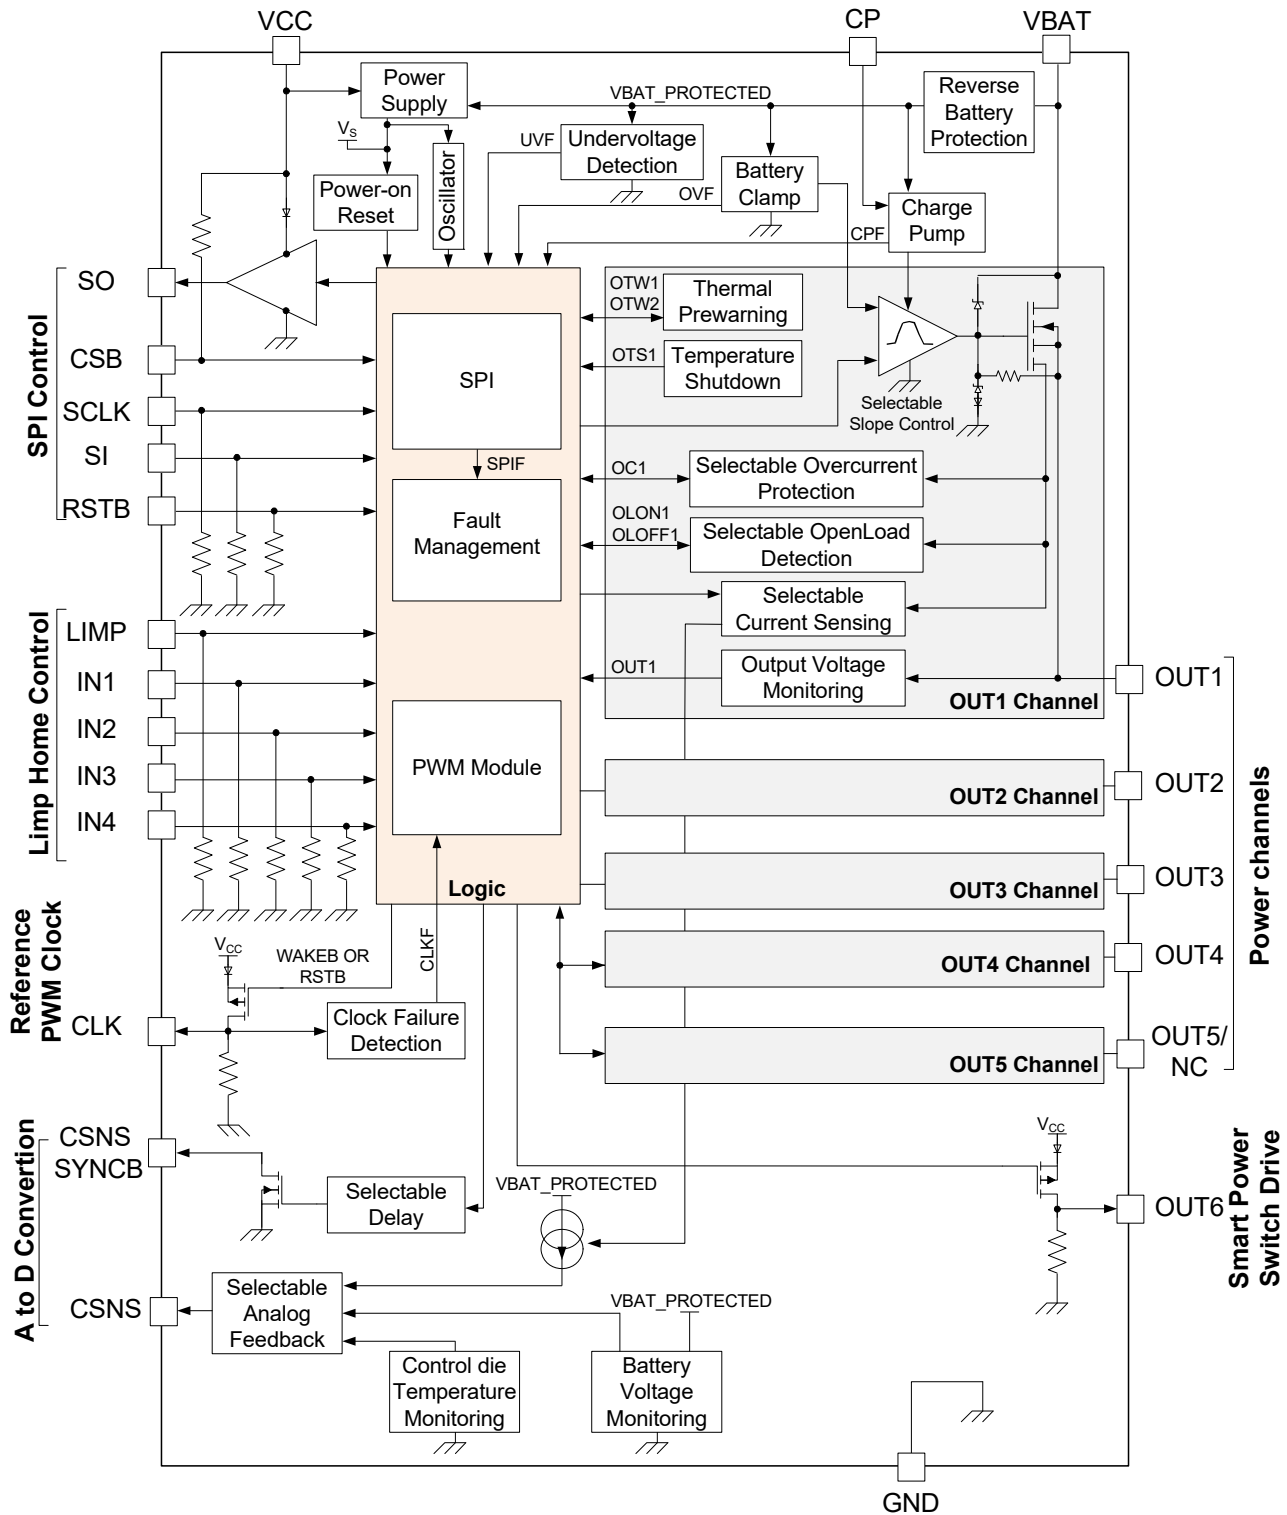 VCC
CP
VBAT
Power
Supply
VBAT_PROTECTED
Reverse
Battery
Protection
VS
UVF
Undervoltage
Detection
Oscillator
Power-on
Reset
OVF
Battery
Clamp
CPF
Charge
Pump
SPI Control
SO
CSB
SCLK
SI
RSTB
SPI
SPIF
Fault
Management
PWM Module
Logic
OTW1
OTW2
Thermal
Prewarning
OTS1
Temperature
Shutdown
Selectable
Slope Control
OC1
Selectable Overcurrent
Protection
OLON1
OLOFF1
Selectable OpenLoad
Detection
Selectable
Current Sensing
OUT1
Output Voltage
Monitoring
OUT1 Channel
OUT2 Channel
OUT3 Channel
OUT4 Channel
OUT5 Channel
Limp Home Control
LIMP
IN1
IN2
IN3
IN4
Power channels
OUT1
OUT2
OUT3
OUT4
OUT5/
NC
Reference
PWM Clock
CLK
VCC
WAKEB OR
RSTB
CLKF
Clock Failure
Detection
A to D Convertion
CSNS
SYNCB
Selectable
Delay
VBAT_PROTECTED
VCC
OUT6
Smart Power
Switch Drive
CSNS
Selectable
Analog
Feedback
VBAT_PROTECTED
Control die
Temperature
Monitoring
Battery
Voltage
Monitoring
GND